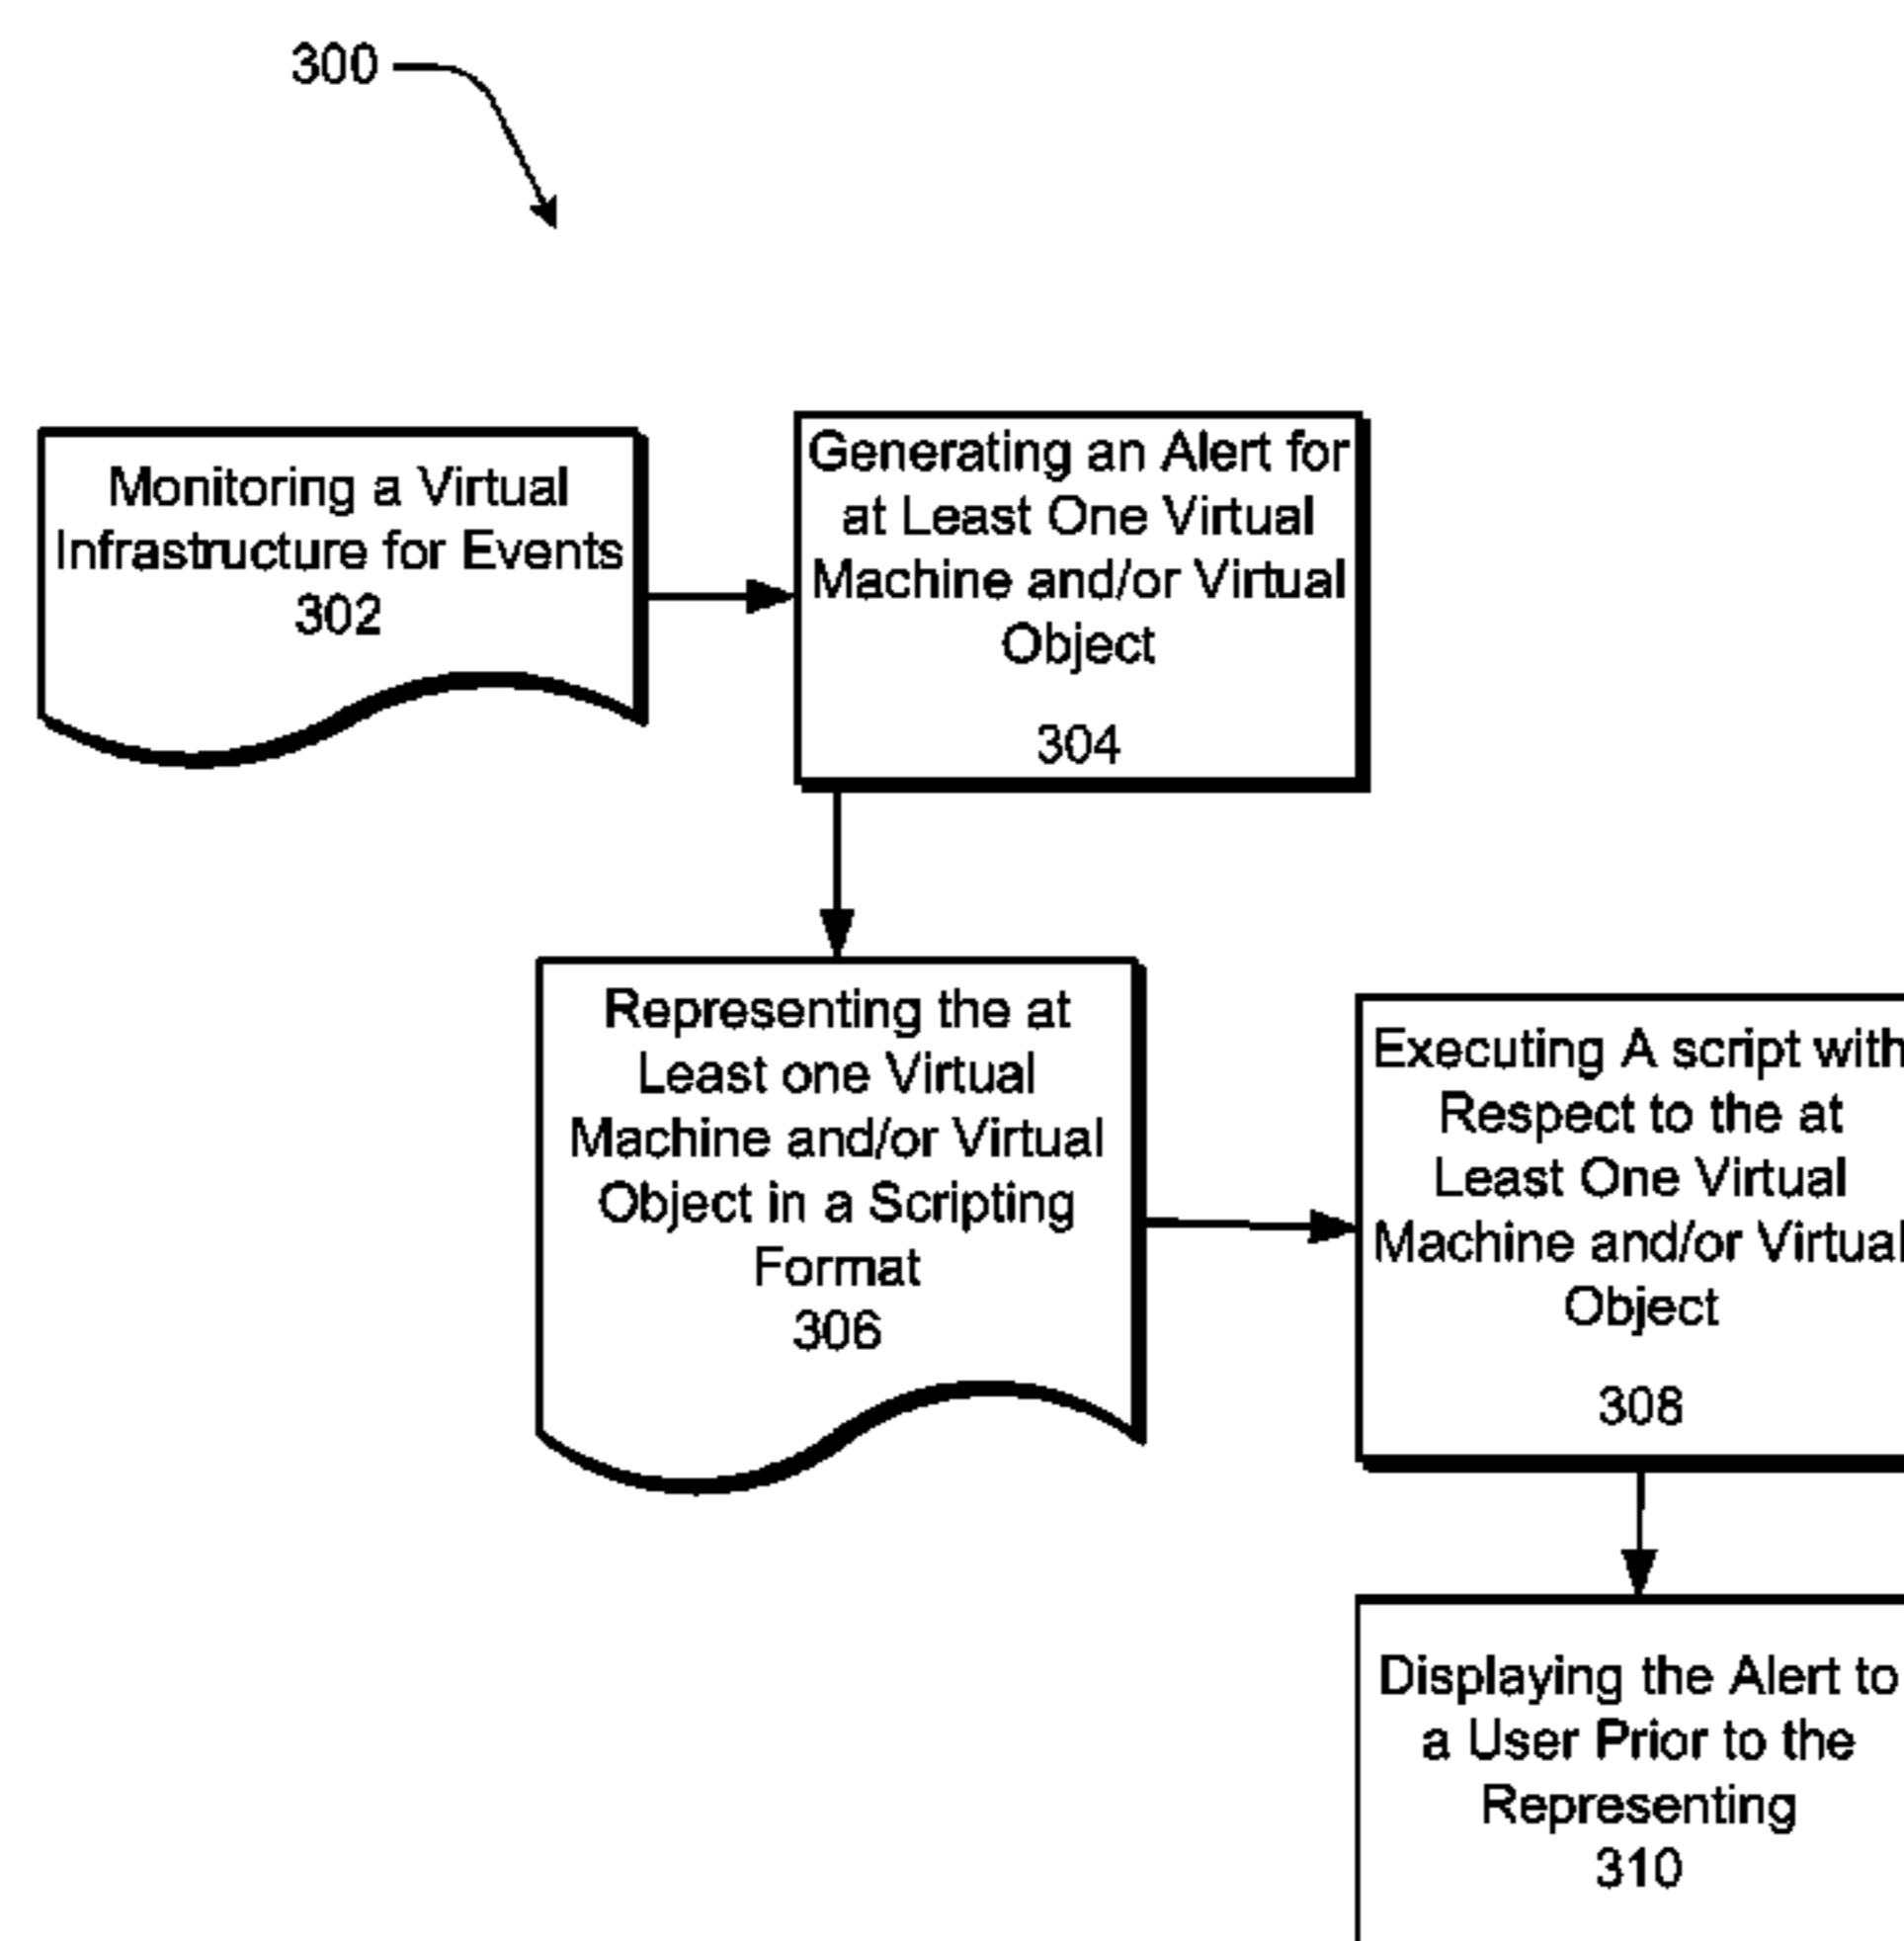 300
Monitoring a Virtual
Infrastructure for Events
302
Generating an Alert for
at Least One Virtual
Machine and/or Virtual
Object
304
Representing the at
Least one Virtual
Machine and/or Virtual
Object in a Scripting
Format
306
Executing A script with
Respect to the at
Least One Virtual
Machine and/or Virtual
Object
308
Displaying the Alert to
a User Prior to the
Representing
310